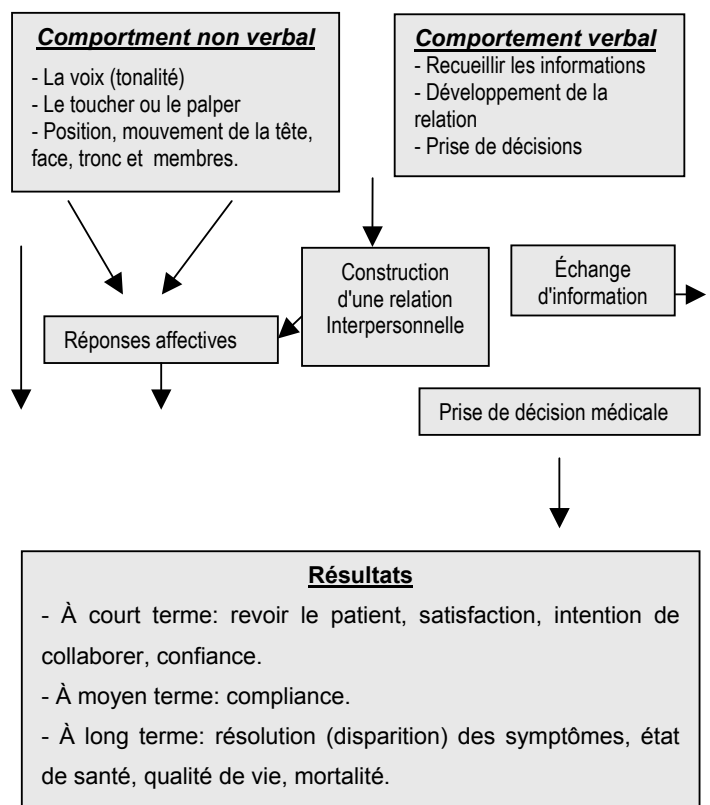 Comportment non verbal
- La voix (tonalité)
- Le toucher ou le palper
- Position, mouvement de la tête,
face, tronc et membres.
Comportement verbal
- Recueillir les informations
- Développement de la
relation
- Prise de décisions
Construction
d'une relation
Interpersonnelle
Échange
d'information
Réponses affectives
Prise de décision médicale
Résultats
- À court terme: revoir le patient, satisfaction, intention de
collaborer, confiance.
- À moyen terme: compliance.
- À long terme: résolution (disparition) des symptômes, état
de santé, qualité de vie, mortalité.